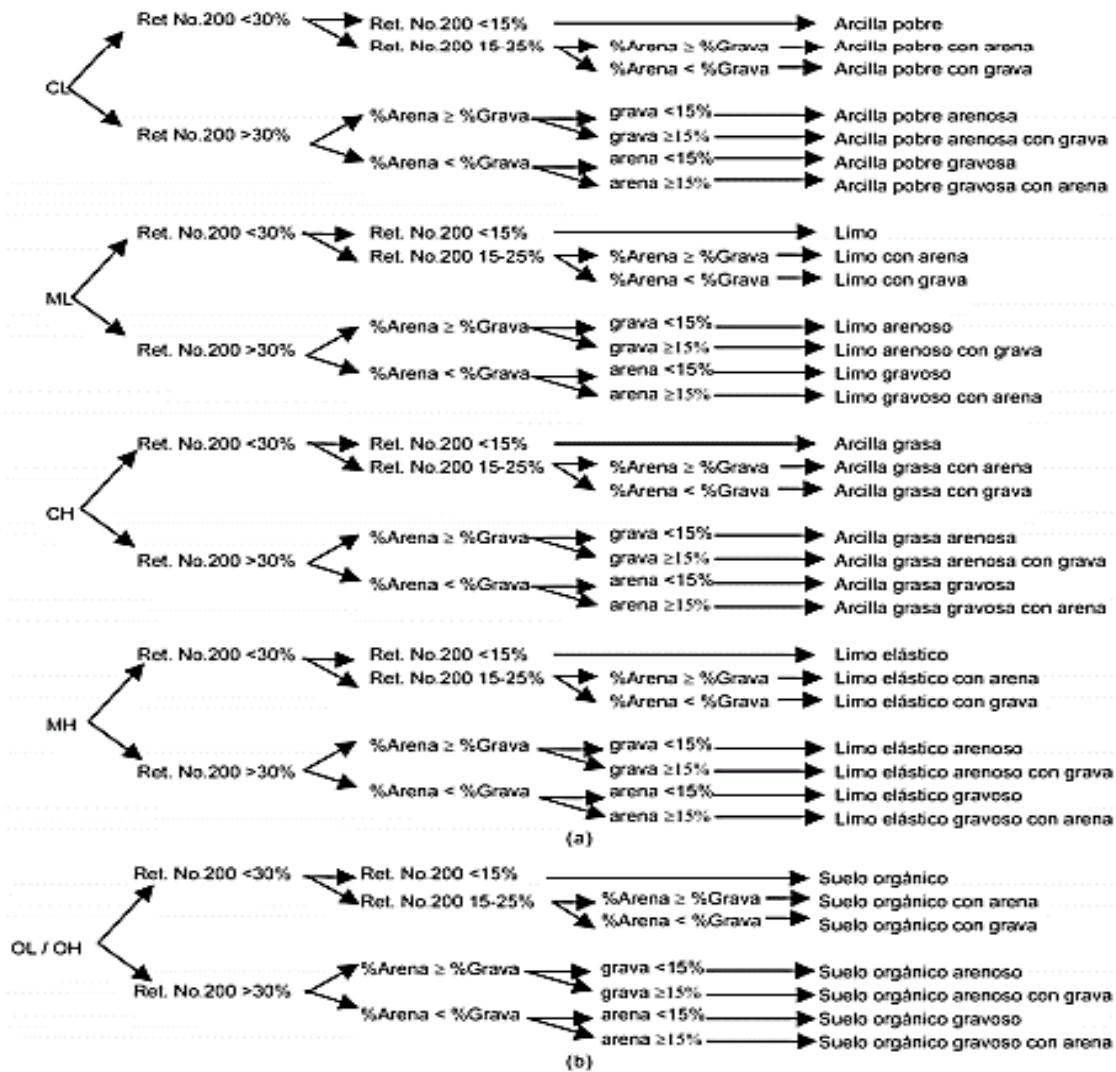 Ret No.200 <30% Ret. No.200 <15% Arcilla pobre
Ret. No.200 15-25% %Arena ≥ %Grava Arcilla pobre con arena
%Arena < %Grava Arcilla pobre con grava
CL
%Arena ≥ %Grava grava <15% Arcilla pobre arenosa
Ret No.200 >30% grava ≥15% Arcilla pobre arenosa con grava
%Arena < %Grava arena <15% Arcilla pobre gravosa
arena ≥15% Arcilla pobre gravosa con arena
Ret. No.200 <30% Ret. No.200 <15% Limo
Ret. No.200 15-25% %Arena ≥ %Grava Limo con arena
%Arena < %Grava Limo con grava
ML
%Arena ≥ %Grava grava <15% Limo arenoso
Ret. No.200 >30% grava ≥15% Limo arenoso con grava
%Arena < %Grava arena <15% Limo gravoso
arena ≥15% Limo gravoso con arena
Ret. No.200 <30% Ret. No.200 <15% Arcilla grasa
Ret. No.200 15-25% %Arena ≥ %Grava Arcilla grasa con arena
%Arena < %Grava Arcilla grasa con grava
CH
%Arena ≥ %Grava grava <15% Arcilla grasa arenosa
Ret. No.200 >30% grava ≥15% Arcilla grasa arenosa con grava
%Arena < %Grava arena <15% Arcilla grasa gravosa
arena ≥15% Arcilla grasa gravosa con arena
Ret. No.200 <30% Ret. No.200 <15% Limo elástico
Ret. No.200 15-25% %Arena ≥ %Grava Limo elástico con arena
%Arena < %Grava Limo elástico con grava
MH
%Arena ≥ %Grava grava <15% Limo elástico arenoso
Ret. No.200 >30% grava ≥15% Limo elástico arenoso con grava
%Arena < %Grava arena <15% Limo elástico gravoso
arena ≥15% Limo elástico gravoso con arena
(a)
Ret. No.200 <30% Ret. No.200 <15% Suelo orgánico
Ret. No.200 15-25% %Arena ≥ %Grava Suelo orgánico con arena
%Arena < %Grava Suelo orgánico con grava
OL / OH
%Arena ≥ %Grava grava <15% Suelo orgánico arenoso
Ret. No.200 >30% grava ≥15% Suelo orgánico arenoso con grava
%Arena < %Grava arena <15% Suelo orgánico gravoso
arena ≥15% Suelo orgánico gravoso con arena
(b)